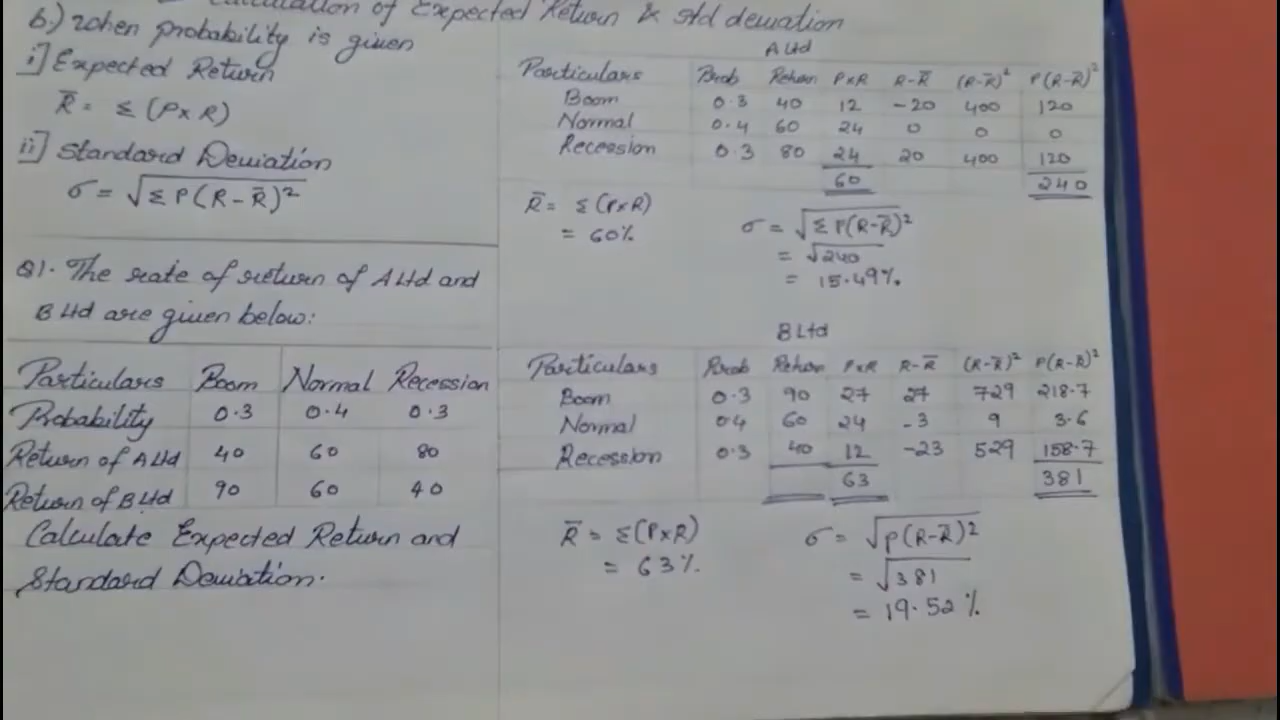 Calculation of Expected Return & std deviation
b.) When probability is given
i] Expected Return
R̄ = Σ (P×R)
ii] Standard Deviation
σ = √Σ P(R-R̄)²
Q1. The rate of return of A Ltd and
B Ltd are given below:
Particulars Boom Normal Recession
Probability 0.3 0.4 0.3
Return of A Ltd 40 60 80
Return of B Ltd 90 60 40
Calculate Expected Return and
Standard Deviation.
A Ltd
Particulars Prob Return P×R R-R̄ (R-R̄)² P(R-R̄)²
Boom 0.3 40 12 -20 400 120
Normal 0.4 60 24 0 0 0
Recession 0.3 80 24 20 400 120
60 240
R̄ = Σ (P×R)
= 60%
σ = √Σ P(R-R̄)²
= √240
= 15.49%
B Ltd
Particulars Prob Return P×R R-R̄ (R-R̄)² P(R-R̄)²
Boom 0.3 90 27 27 729 218.7
Normal 0.4 60 24 -3 9 3.6
Recession 0.3 40 12 -23 529 158.7
63 381
R̄ = Σ(P×R)
= 63%
σ = √P(R-R̄)²
= √381
= 19.52%